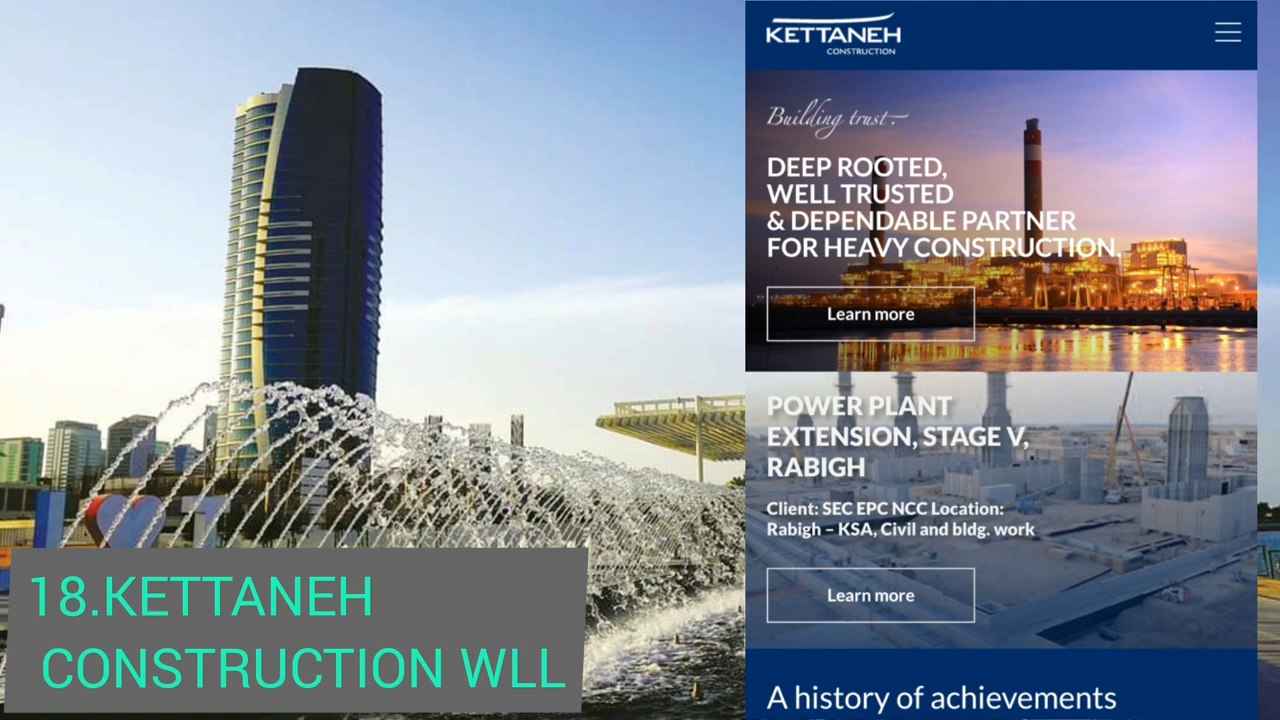 I
18.KETTANEH
CONSTRUCTION WLL
KETTANEH
CONSTRUCTION
Building trust.
DEEP ROOTED,
WELL TRUSTED
& DEPENDABLE PARTNER
FOR HEAVY CONSTRUCTION.
Learn more
POWER PLANT
EXTENSION, STAGE V,
RABIGH
Client: SEC EPC NCC Location:
Rabigh – KSA, Civil and bldg. work
Learn more
A history of achievements